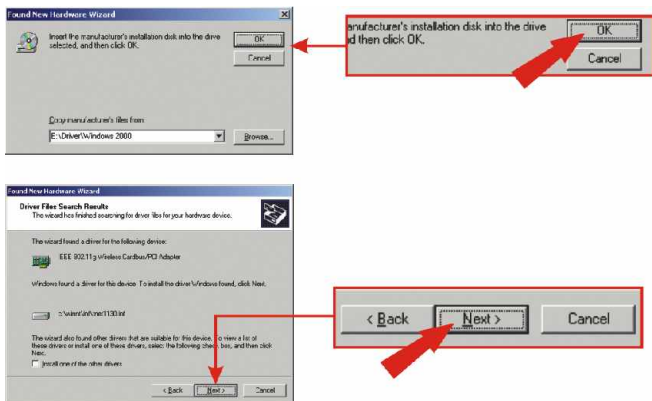 Found New Hardware Wizard
Insert the manufacturer's installation disk into the drive
selected, and then click OK.
OK
Cancel
Copy manufacturer's files from:
E:\Driver\Windows 2000
Browse...
anufacturer's installation disk into the drive
d then click OK.
OK
Cancel
Found New Hardware Wizard
Driver Files Search Results
The wizard has finished searching for driver files for your hardware device.
The wizard found a driver for the following device:
IEEE 802.11g Wireless Cardbus/PCI Adapter
Windows found a driver for this device. To install the driver Windows found, click Next.
The wizard also found other drivers that are suitable for this device. To view a list of
these drivers or install one of these drivers, select the following check box, and then click
Next.
Install one of the other drivers
< Back
Next >
Cancel
< Back
Next >
Cancel